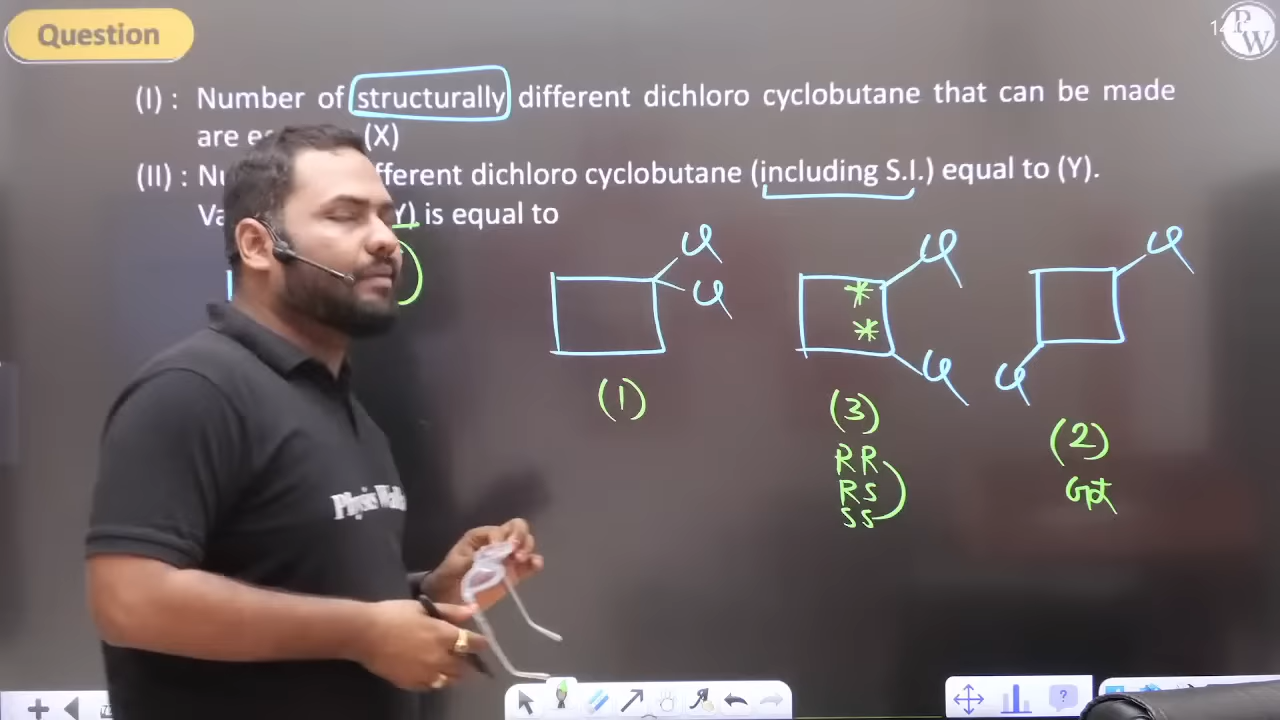 Question
PW
(I) : Number of structurally different dichloro cyclobutane that can be made
are (X)
(II) : different dichloro cyclobutane (including S.I.) equal to (Y).
Y) is equal to
Cl
Cl
Cl
Cl
Cl
Cl
*
*
(1)
(3)
(2)
RR
RS
SS
Physics